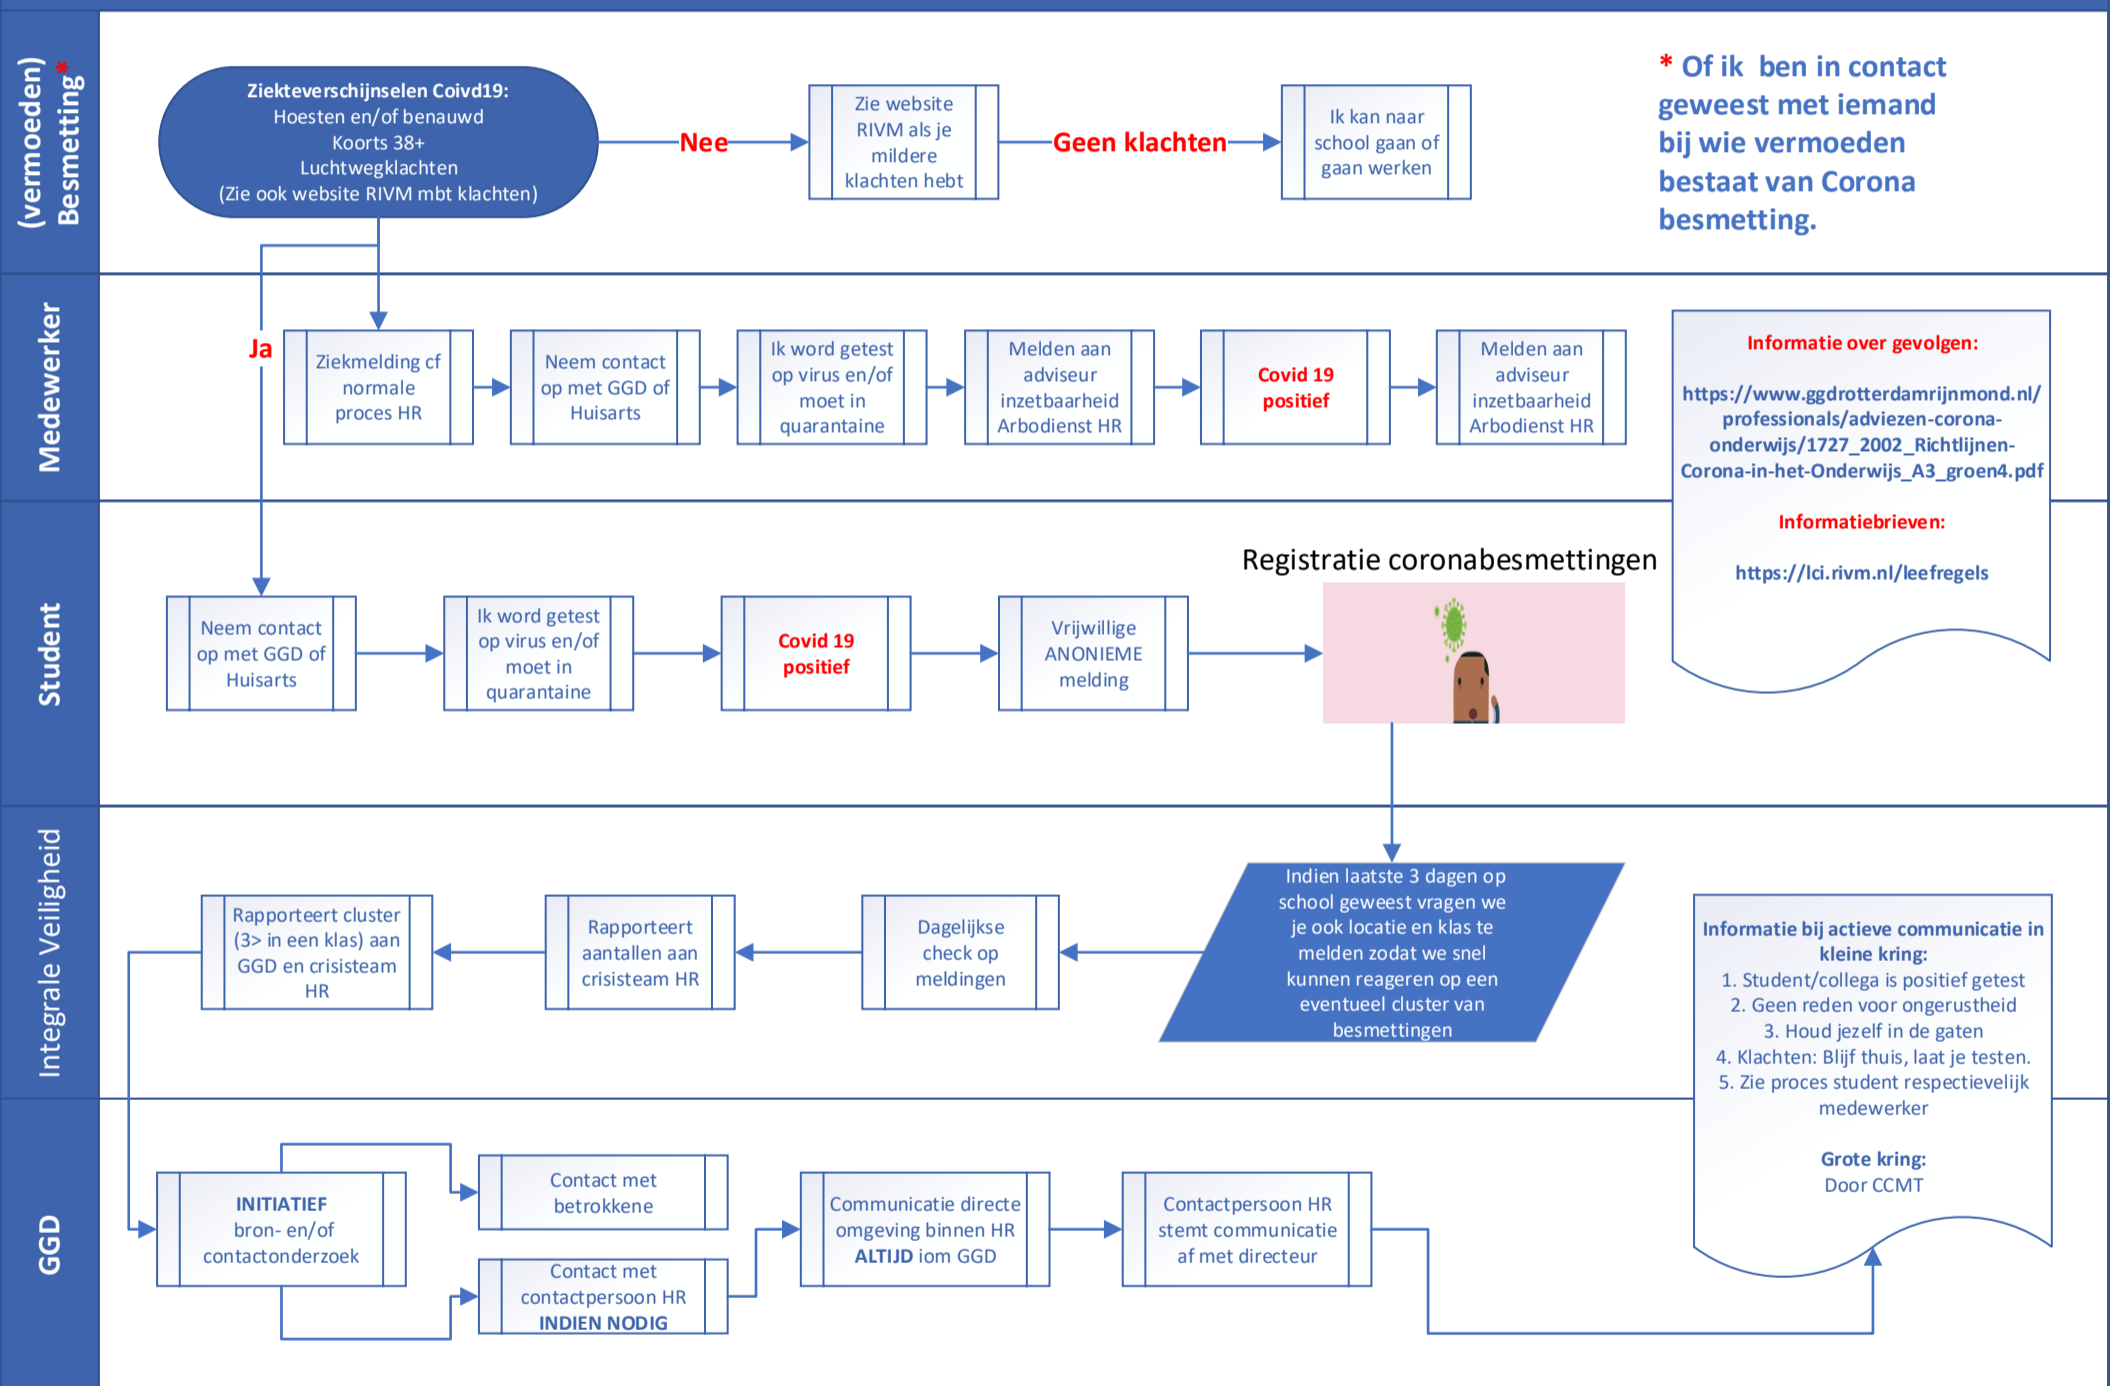 (vermoeden)
Besmetting*
Ziekteverschijnselen Coivd19:
Hoesten en/of benauwd
Koorts 38+
Luchtwegklachten
(Zie ook website RIVM mbt klachten)
Nee
Zie website
RIVM als je
mildere
klachten hebt
Geen klachten
Ik kan naar
school gaan of
gaan werken
* Of ik  ben in contact
geweest met iemand
bij wie vermoeden
bestaat van Corona
besmetting.
Medewerker
Ja
Ziekmelding cf
normale
proces HR
Neem contact
op met GGD of
Huisarts
Ik word getest
op virus en/of
moet in
quarantaine
Melden aan
adviseur
inzetbaarheid
Arbodienst HR
Covid 19
positief
Melden aan
adviseur
inzetbaarheid
Arbodienst HR
Informatie over gevolgen:
https://www.ggdrotterdamrijnmond.nl/
professionals/adviezen-corona-
onderwijs/1727_2002_Richtlijnen-
Corona-in-het-Onderwijs_A3_groen4.pdf
Informatiebrieven:
https://lci.rivm.nl/leefregels
Student
Neem contact
op met GGD of
Huisarts
Ik word getest
op virus en/of
moet in
quarantaine
Covid 19
positief
Vrijwillige
ANONIEME
melding
Registratie coronabesmettingen
Integrale Veiligheid
Rapporteert cluster
(3> in een klas) aan
GGD en crisisteam
HR
Rapporteert
aantallen aan
crisisteam HR
Dagelijkse
check op
meldingen
Indien laatste 3 dagen op
school geweest vragen we
je ook locatie en klas te
melden zodat we snel
kunnen reageren op een
eventueel cluster van
besmettingen
Informatie bij actieve communicatie in
kleine kring:
1. Student/collega is positief getest
2. Geen reden voor ongerustheid
3. Houd jezelf in de gaten
4. Klachten: Blijf thuis, laat je testen.
5. Zie proces student respectievelijk
medewerker
Grote kring:
Door CCMT
GGD
INITIATIEF
bron- en/of
contactonderzoek
Contact met
betrokkene
Contact met
contactpersoon HR
INDIEN NODIG
Communicatie directe
omgeving binnen HR
ALTIJD iom GGD
Contactpersoon HR
stemt communicatie
af met directeur